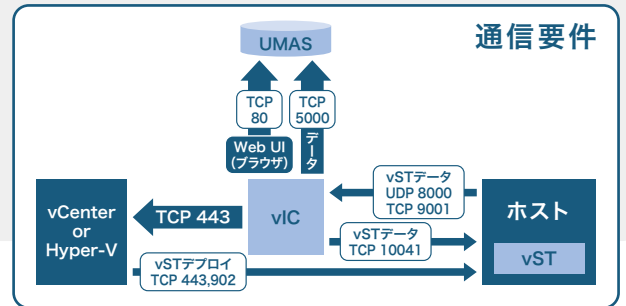 通信要件
UMAS
TCP
80
TCP
5000
Web UI
(ブラウザ)
データ
vSTデータ
UDP 8000
TCP 9001
vCenter
or
Hyper-V
TCP 443
vIC
ホスト
vST
vSTデータ
TCP 10041
vSTデプロイ
TCP 443,902